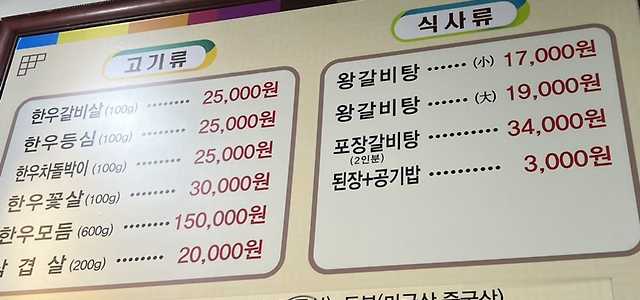 고기류
한우갈비살(100g) ········ 25,000원
한우등심(100g) ········ 25,000원
한우차돌박이(100g) ········ 25,000원
한우꽃살(100g) ········ 30,000원
한우모듬(600g) ········ 150,000원
삼겹살(200g) ········ 20,000원
식사류
왕갈비탕 ······ (小) 17,000원
왕갈비탕 ······ (大) 19,000원
포장갈비탕 ·········· 34,000원
(2인분)
된장+공기밥 ·········· 3,000원